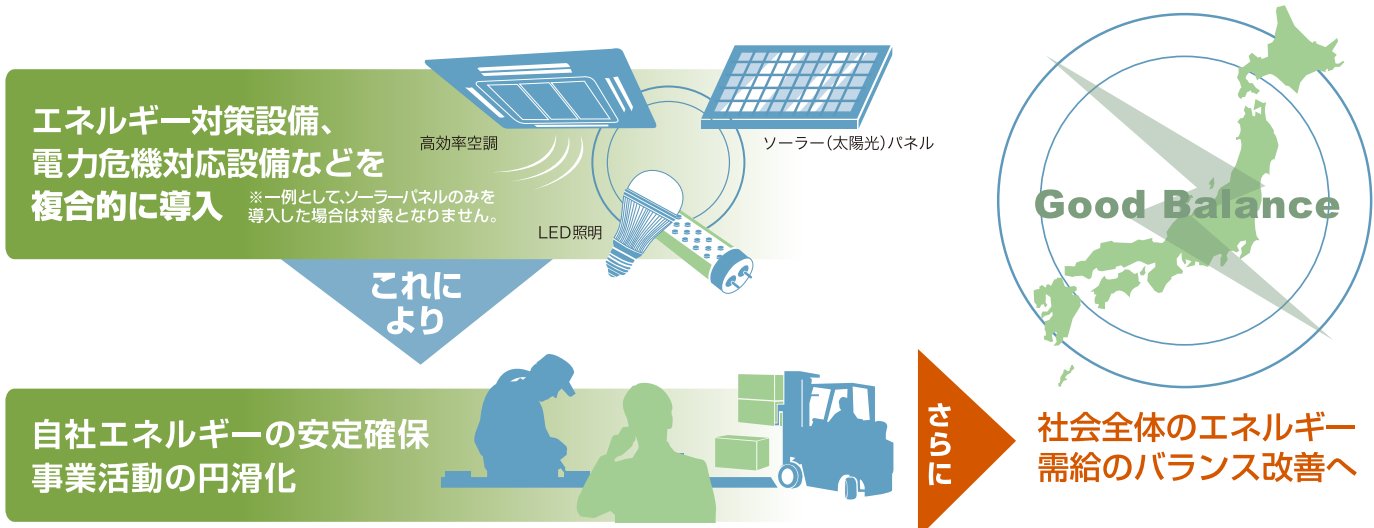 エネルギー対策設備、
電力危機対応設備などを
複合的に導入
※一例として、ソーラーパネルのみを
導入した場合は対象となりません。
高効率空調
ソーラー(太陽光)パネル
LED照明
これに
より
自社エネルギーの安定確保
事業活動の円滑化
さらに
Good Balance
社会全体のエネルギー
需給のバランス改善へ